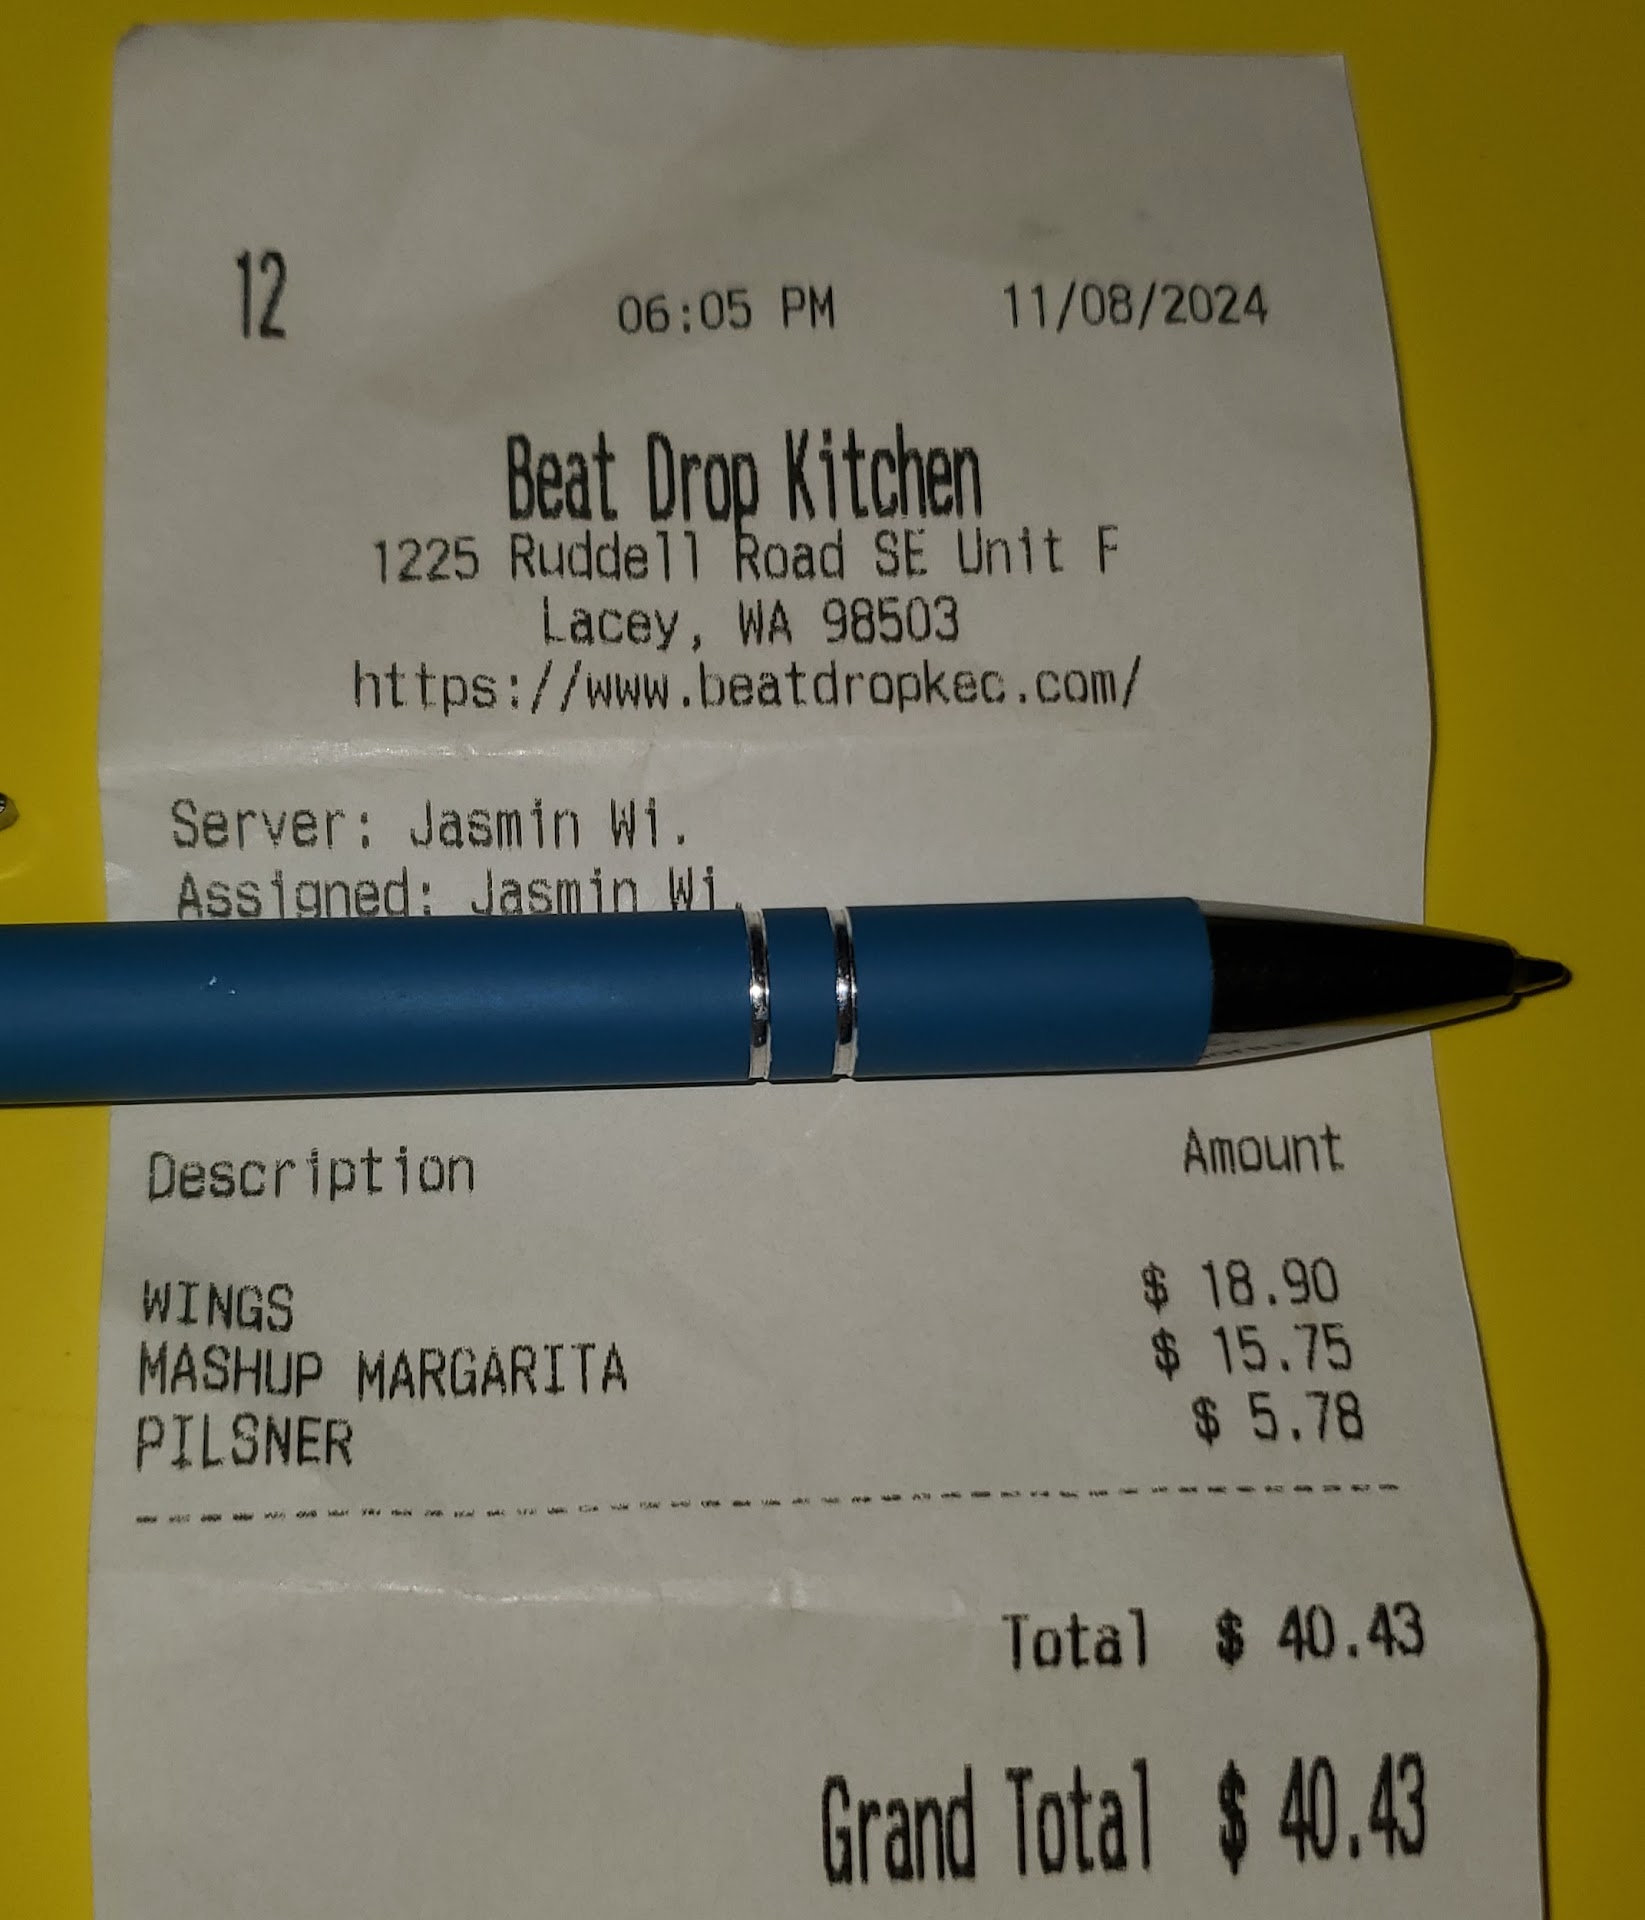 12 06:05 PM 11/08/2024
Beat Drop Kitchen
1225 Ruddell Road SE Unit F
Lacey, WA 98503
https://www.beatdropkec.com/
Server: Jasmin Wi.
Assigned: Jasmin Wi.
Description Amount
WINGS $ 18.90
MASHUP MARGARITA $ 15.75
PILSNER $ 5.78
Total $ 40.43
Grand Total $ 40.43